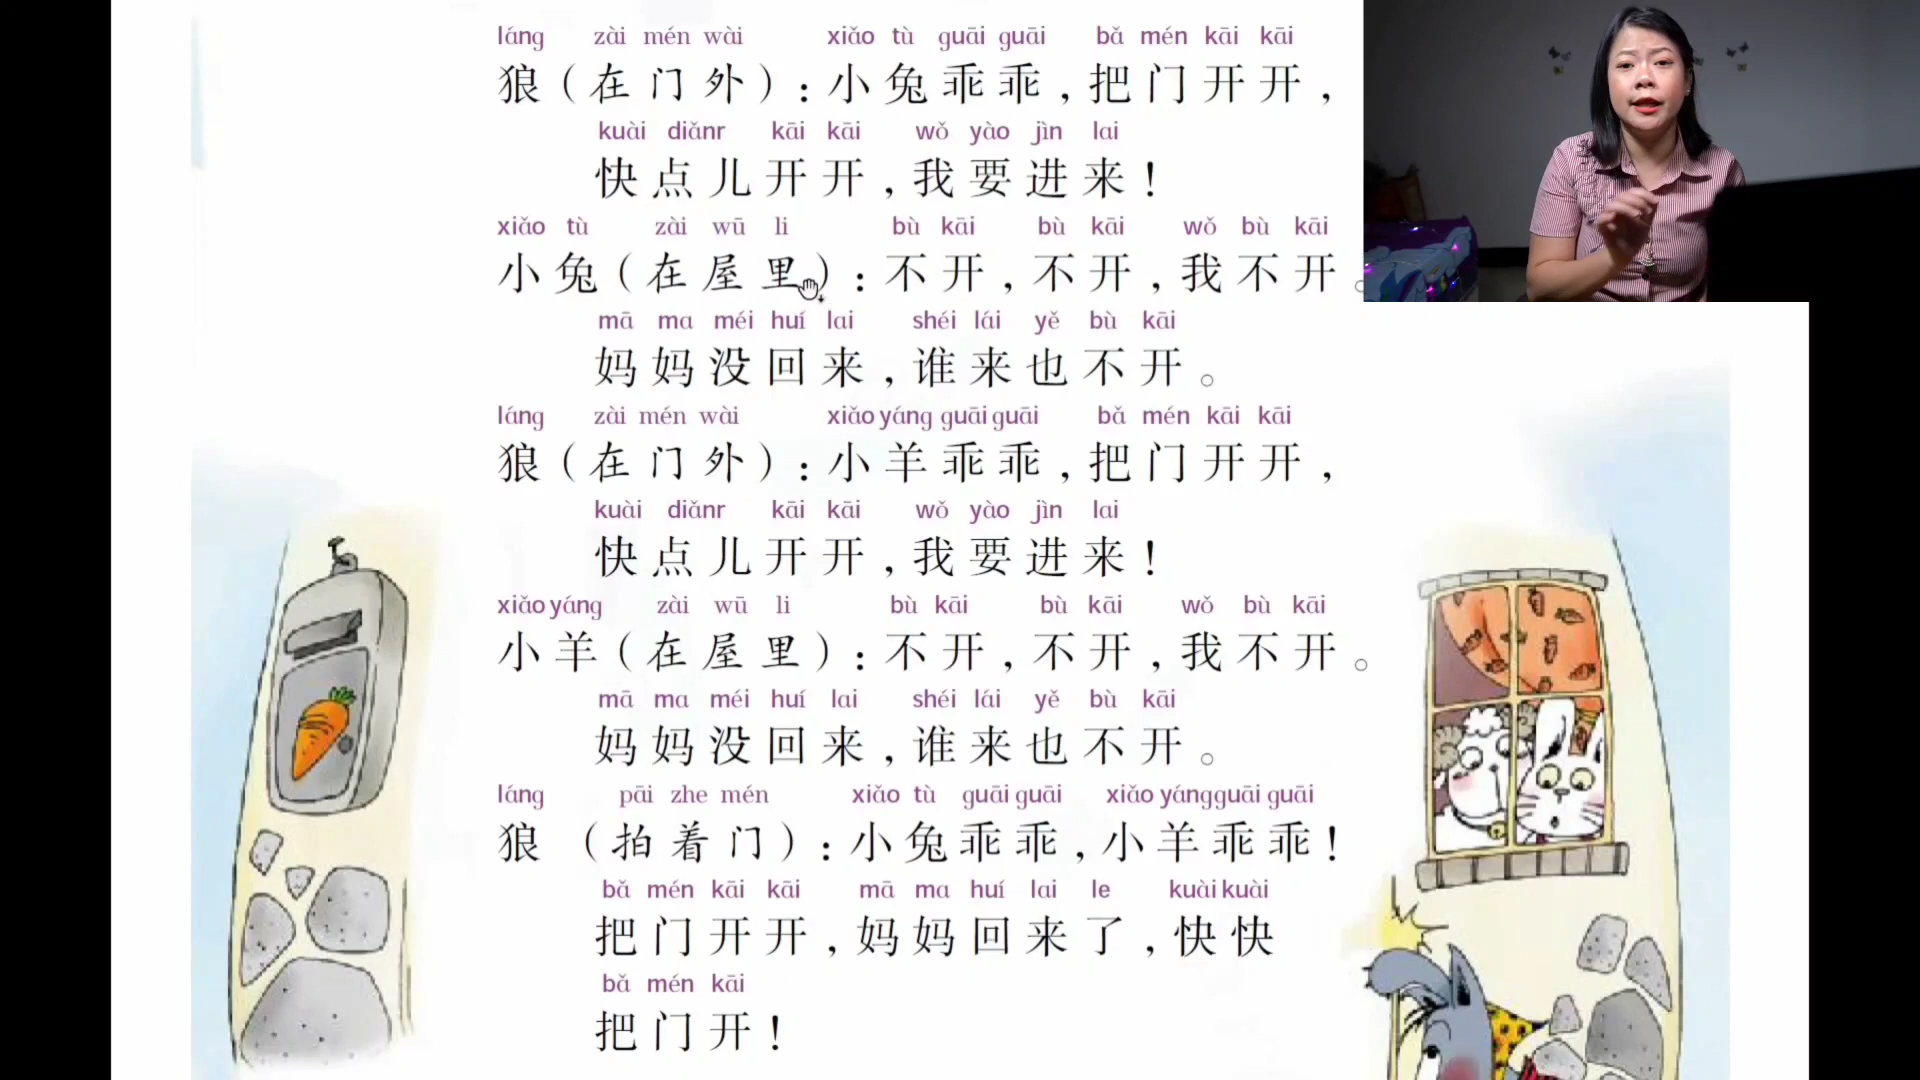 láng zài mén wài xiǎo tù guāi guāi bǎ mén kāi kāi
狼（在门外）：小兔乖乖，把门开开，
kuài diǎnr kāi kāi wǒ yào jìn lai
快点儿开开，我要进来！
xiǎo tù zài wū li bù kāi bù kāi wǒ bù kāi
小兔（在屋里）：不开，不开，我不开。
mā ma méi huí lai shéi lái yě bù kāi
妈妈没回来，谁来也不开。
láng zài mén wài xiǎo yáng guāi guāi bǎ mén kāi kāi
狼（在门外）：小羊乖乖，把门开开，
kuài diǎnr kāi kāi wǒ yào jìn lai
快点儿开开，我要进来！
xiǎo yáng zài wū li bù kāi bù kāi wǒ bù kāi
小羊（在屋里）：不开，不开，我不开。
mā ma méi huí lai shéi lái yě bù kāi
妈妈没回来，谁来也不开。
láng pāi zhe mén xiǎo tù guāi guāi xiǎo yáng guāi guāi
狼（拍着门）：小兔乖乖，小羊乖乖！
bǎ mén kāi kāi mā ma huí lai le kuài kuài
把门开开，妈妈回来了，快快
bǎ mén kāi
把门开！